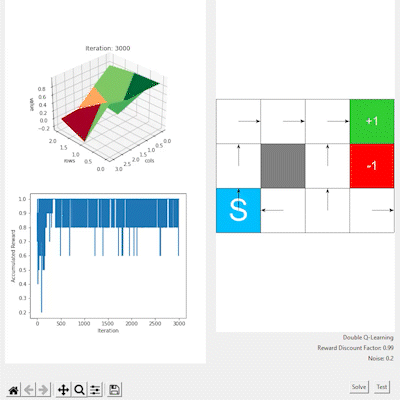 Iteration: 3000
0.8
0.6
0.4
0.2
0.0
-0.2
values
2.0
1.5
1.0
0.5
0.0
rows
3.0
2.5
2.0
1.5
1.0
0.5
0.0
cols
1.0
0.9
0.8
0.7
0.6
0.5
0.4
0.3
0.2
Accumulated Reward
0 500 1000 1500 2000 2500 3000
Iteration
+1
-1
S
Double Q-Learning
Reward Discount Factor: 0.99
Noise: 0.2
Solve Test